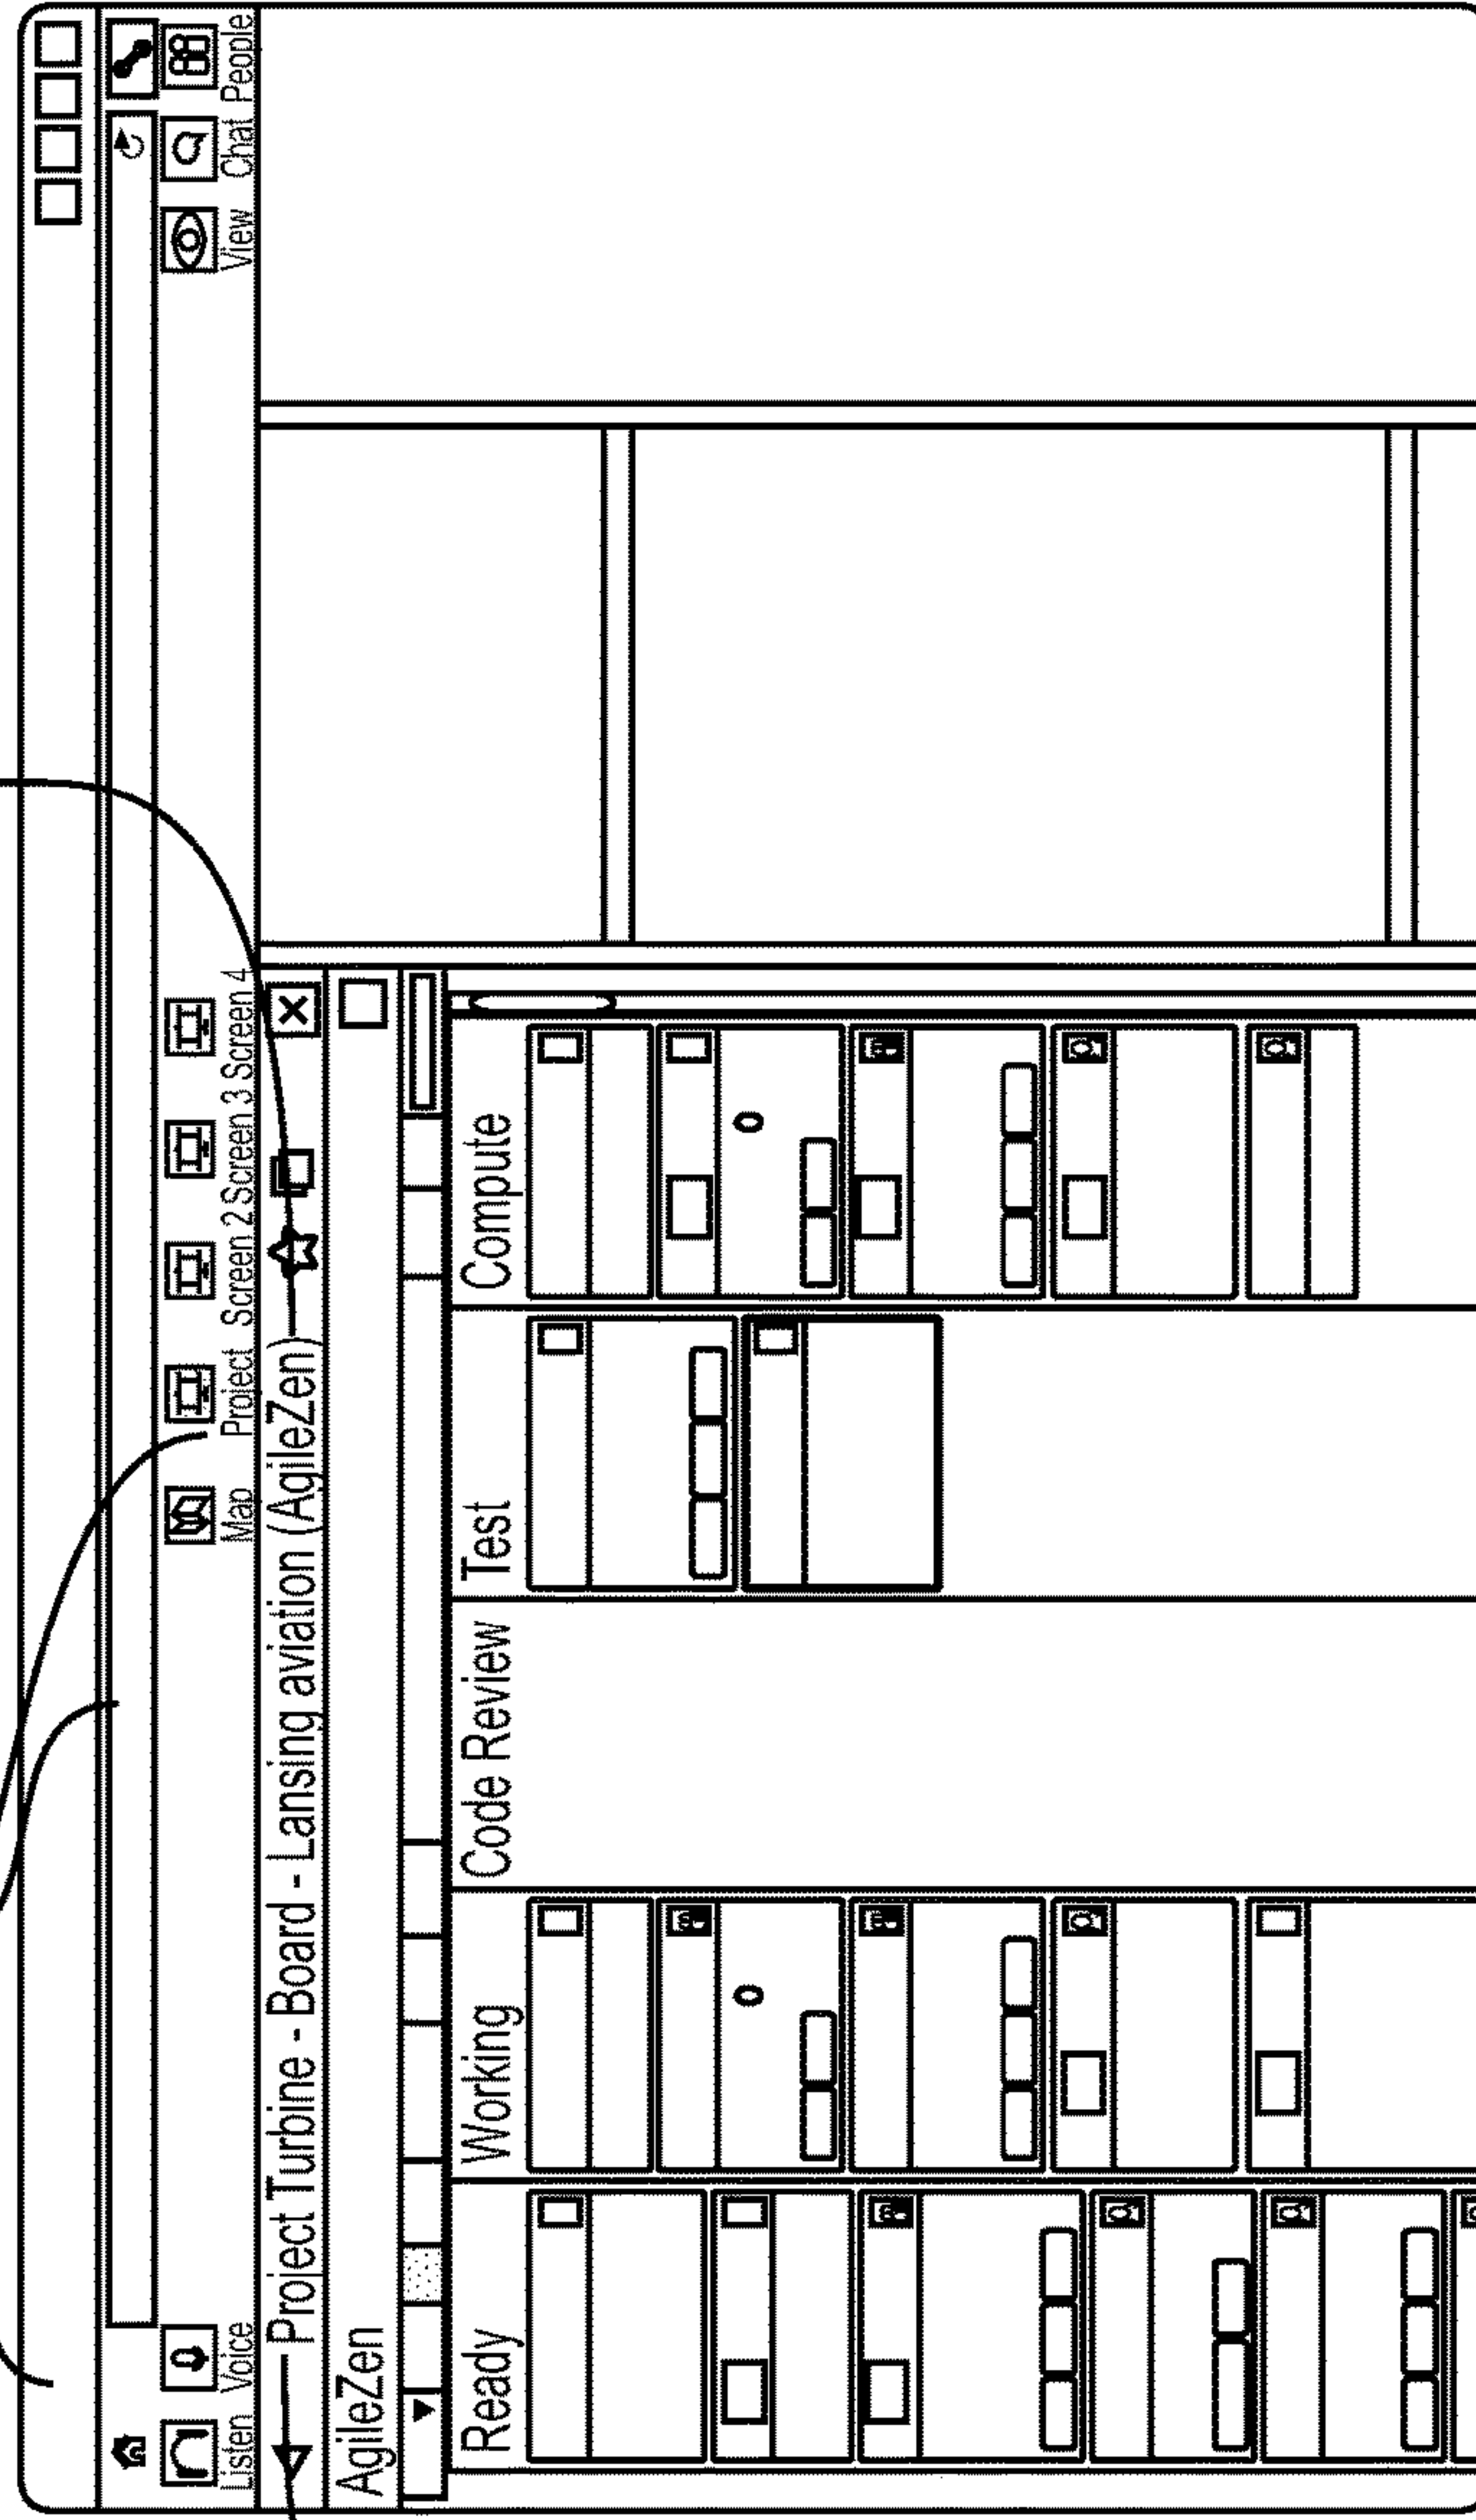 Listen Voice Map Project Screen 2 Screen 3 Screen 4 View Chat People
Project Turbine - Board - Lansing aviation (AgileZen)
AgileZen
Ready Working Code Review Test Compute